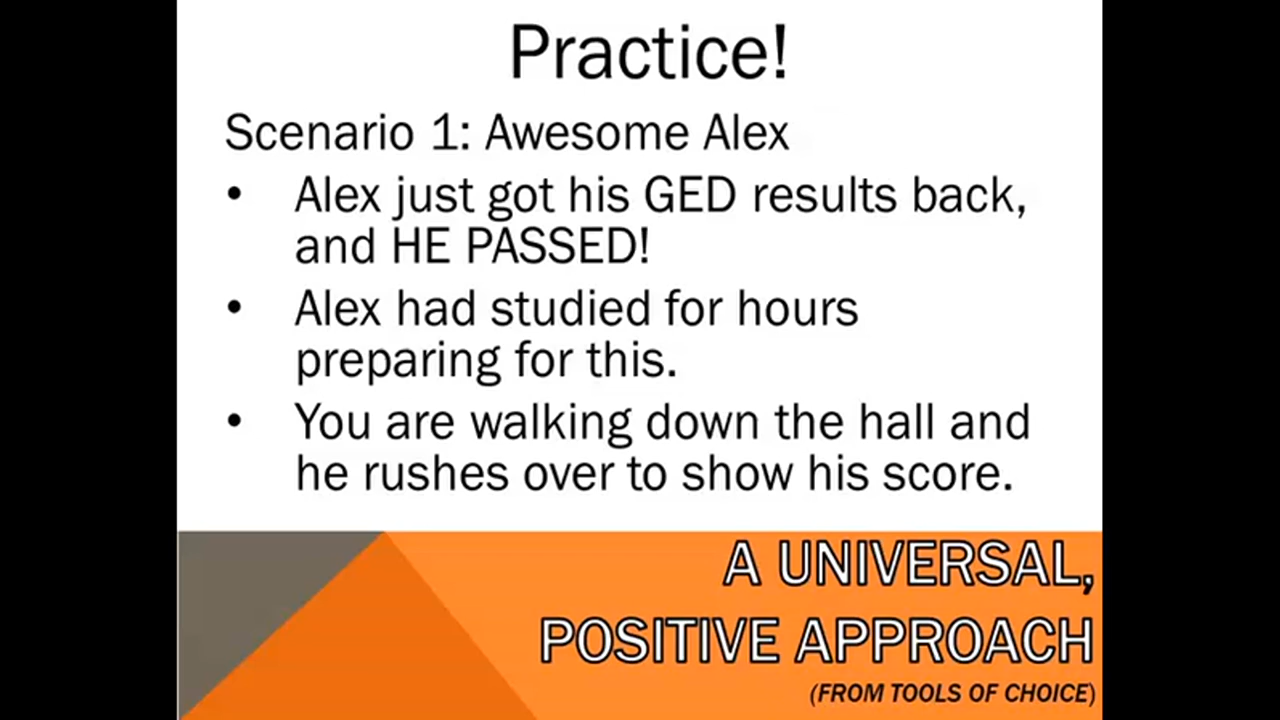 Practice!
Scenario 1: Awesome Alex
• Alex just got his GED results back,
and HE PASSED!
• Alex had studied for hours
preparing for this.
• You are walking down the hall and
he rushes over to show his score.
A UNIVERSAL,
POSITIVE APPROACH
(FROM TOOLS OF CHOICE)